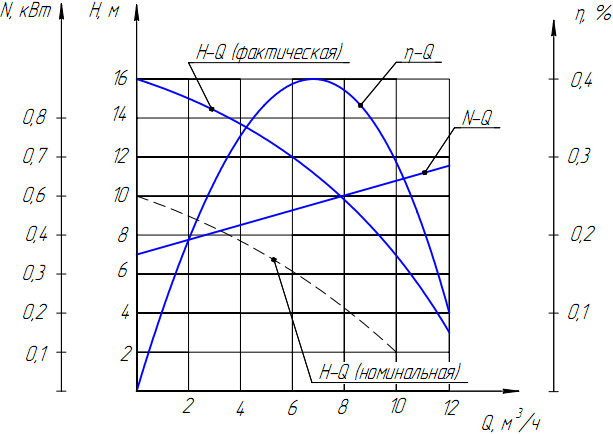 N, кВт H, м η, %
H-Q (фактическая) η-Q
16 0,4
0,8 14 N-Q
0,7 12 0,3
0,6 10
0,4 8 0,2
0,3 6
0,2 4 0,1
0,1 2
H-Q (номинальная)
2 4 6 8 10 12
Q, м³/ч